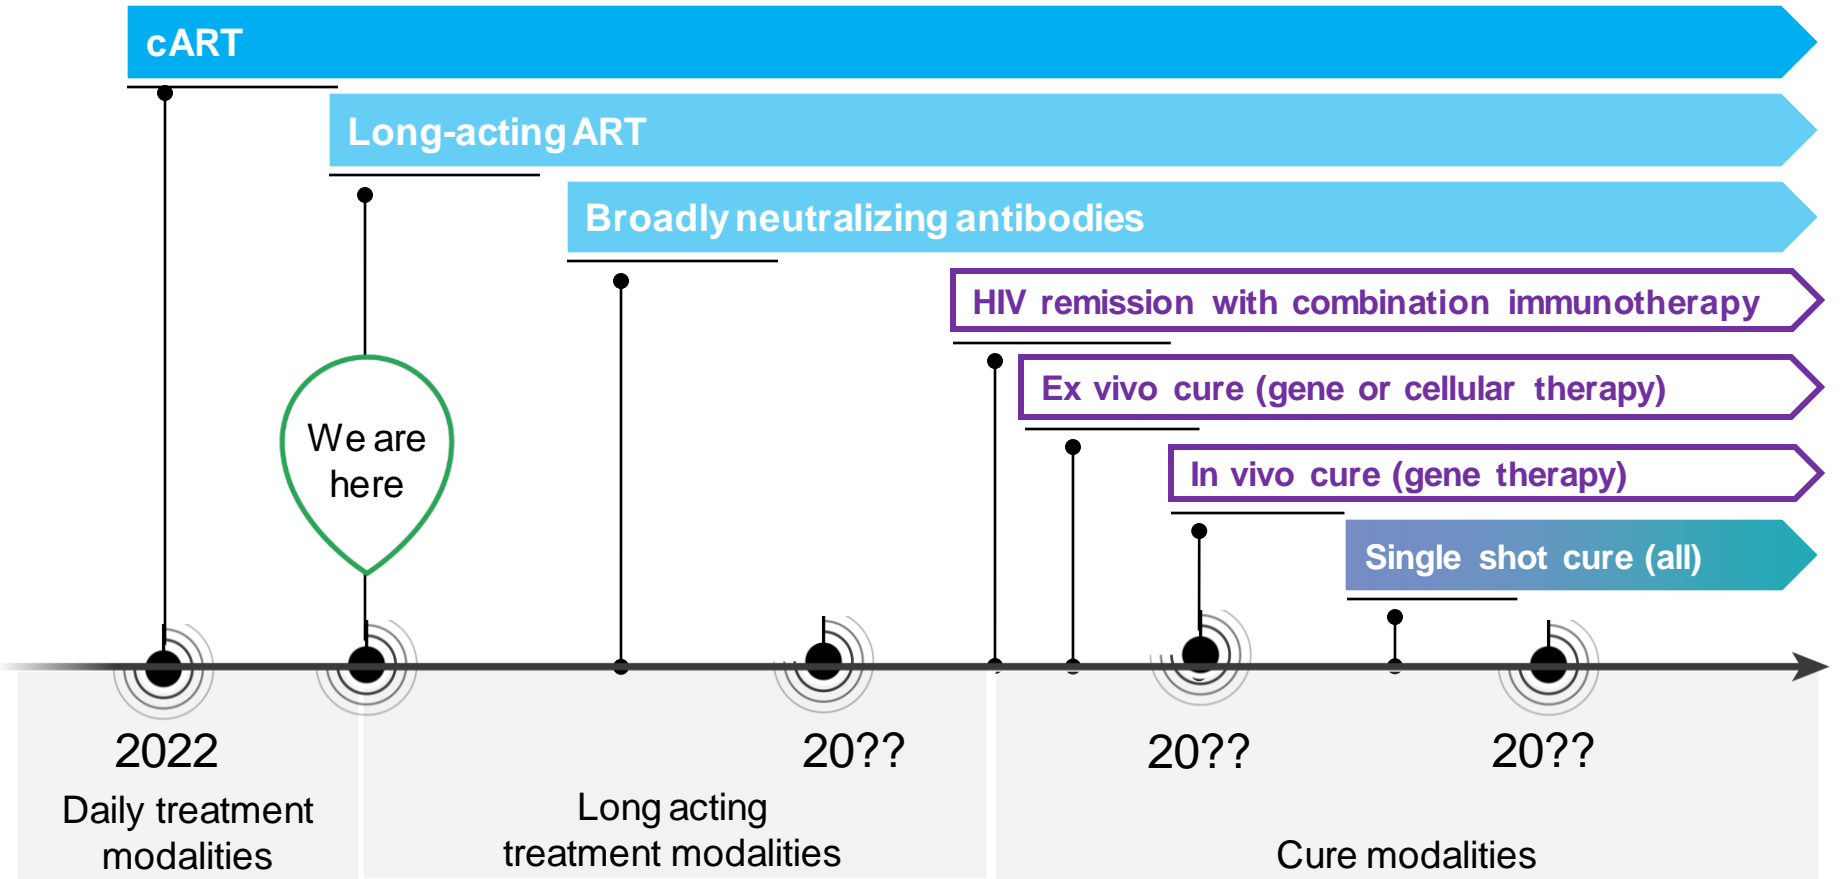 cART
Long-acting ART
Broadly neutralizing antibodies
HIV remission with combination immunotherapy
Ex vivo cure (gene or cellular therapy)
We are
here
In vivo cure (gene therapy)
Single shot cure (all)
2022
20??
20??
20??
Daily treatment
modalities
Long acting
treatment modalities
Cure modalities